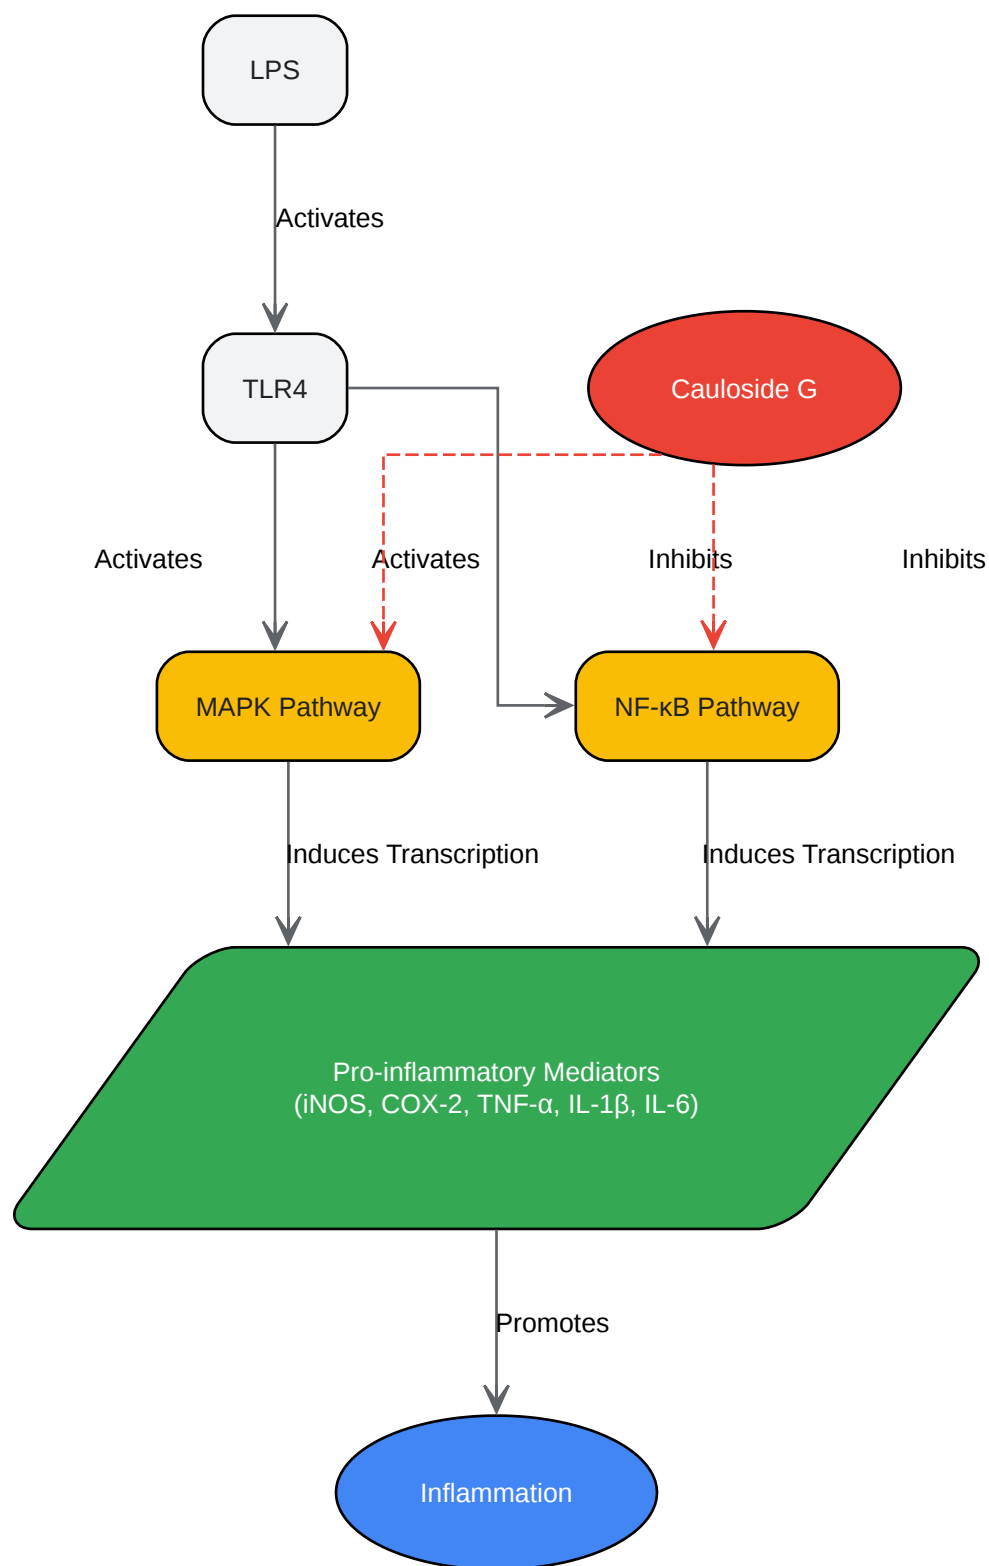 LPS
Activates
TLR4
Cauloside G
Activates
Activates
Inhibits
Inhibits
MAPK Pathway
NF-κB Pathway
Induces Transcription
Induces Transcription
Pro-inflammatory Mediators
(iNOS, COX-2, TNF-α, IL-1β, IL-6)
Promotes
Inflammation